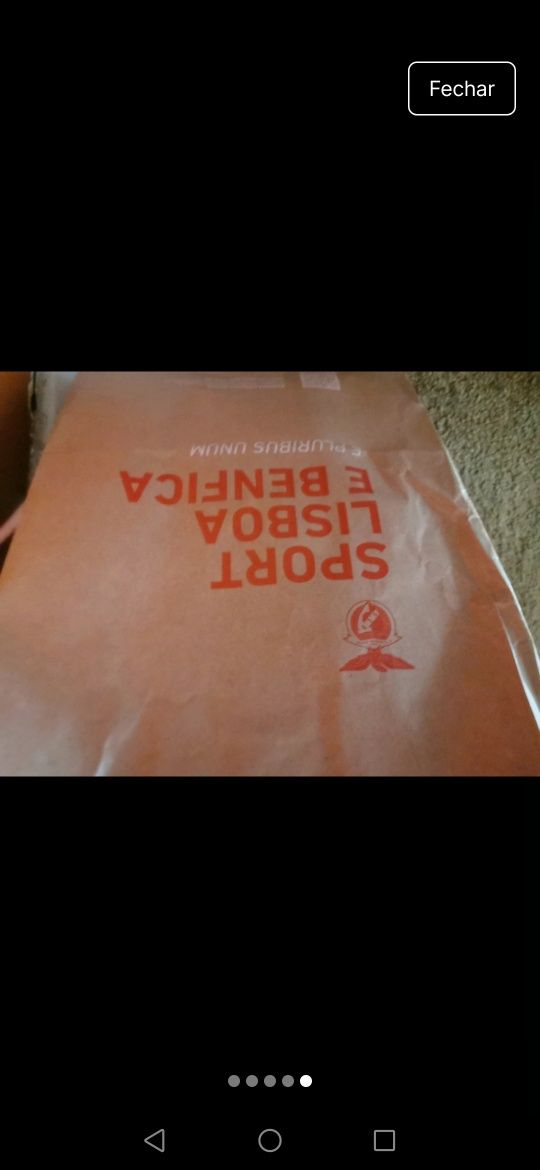 Fechar
SPORT
LISBOA
E BENFICA
E PLURIBUS UNUM